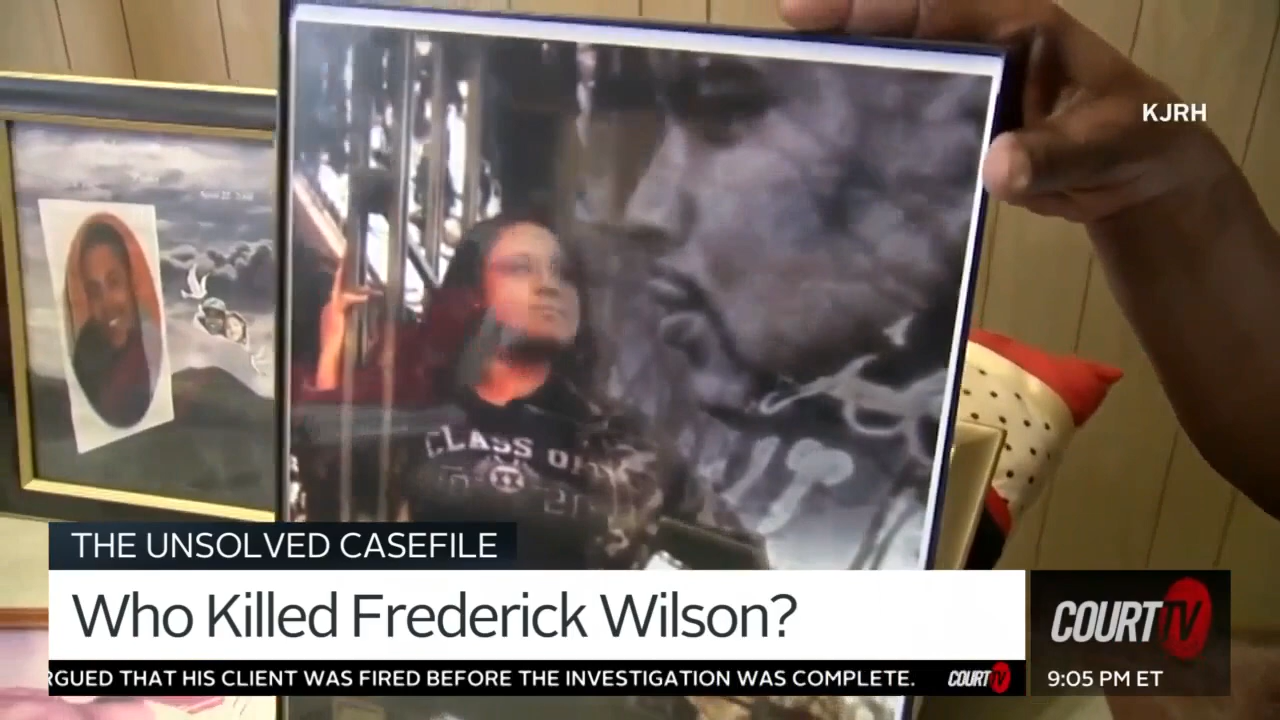 KJRH
CLASS OF
THE UNSOLVED CASEFILE
Who Killed Frederick Wilson?
RGUED THAT HIS CLIENT WAS FIRED BEFORE THE INVESTIGATION WAS COMPLETE.
COURT TV
COURT TV
9:05 PM ET